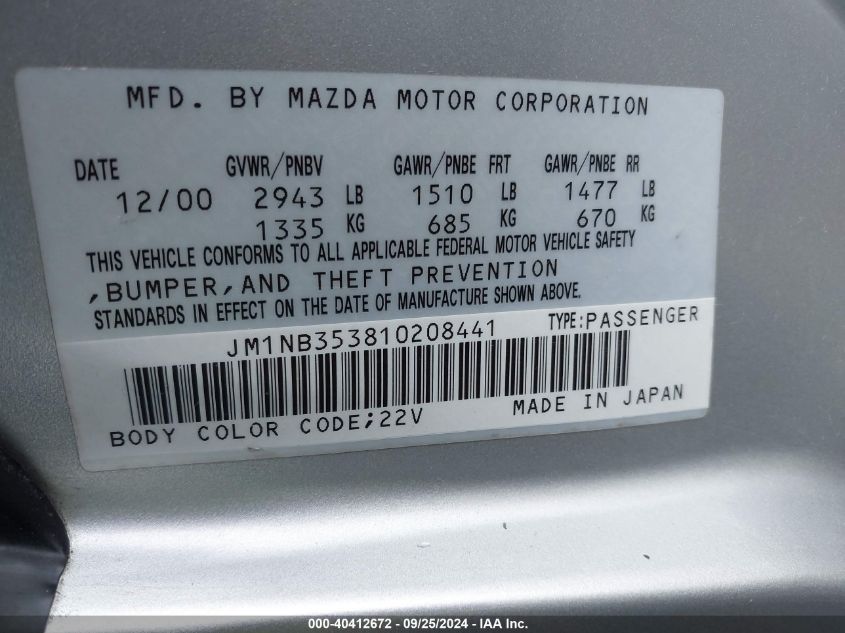 MFD. BY MAZDA MOTOR CORPORATION
DATE GVWR/PNBV GAWR/PNBE FRT GAWR/PNBE RR
12/00 2943 LB 1510 LB 1477 LB
1335 KG 685 KG 670 KG
THIS VEHICLE CONFORMS TO ALL APPLICABLE FEDERAL MOTOR VEHICLE SAFETY
,BUMPER,AND THEFT PREVENTION
STANDARDS IN EFFECT ON THE DATE OF MANUFACTURE SHOWN ABOVE.
JM1NB353810208441 TYPE:PASSENGER
BODY COLOR CODE;22V MADE IN JAPAN
000-40412672 - 09/25/2024 - IAA Inc.